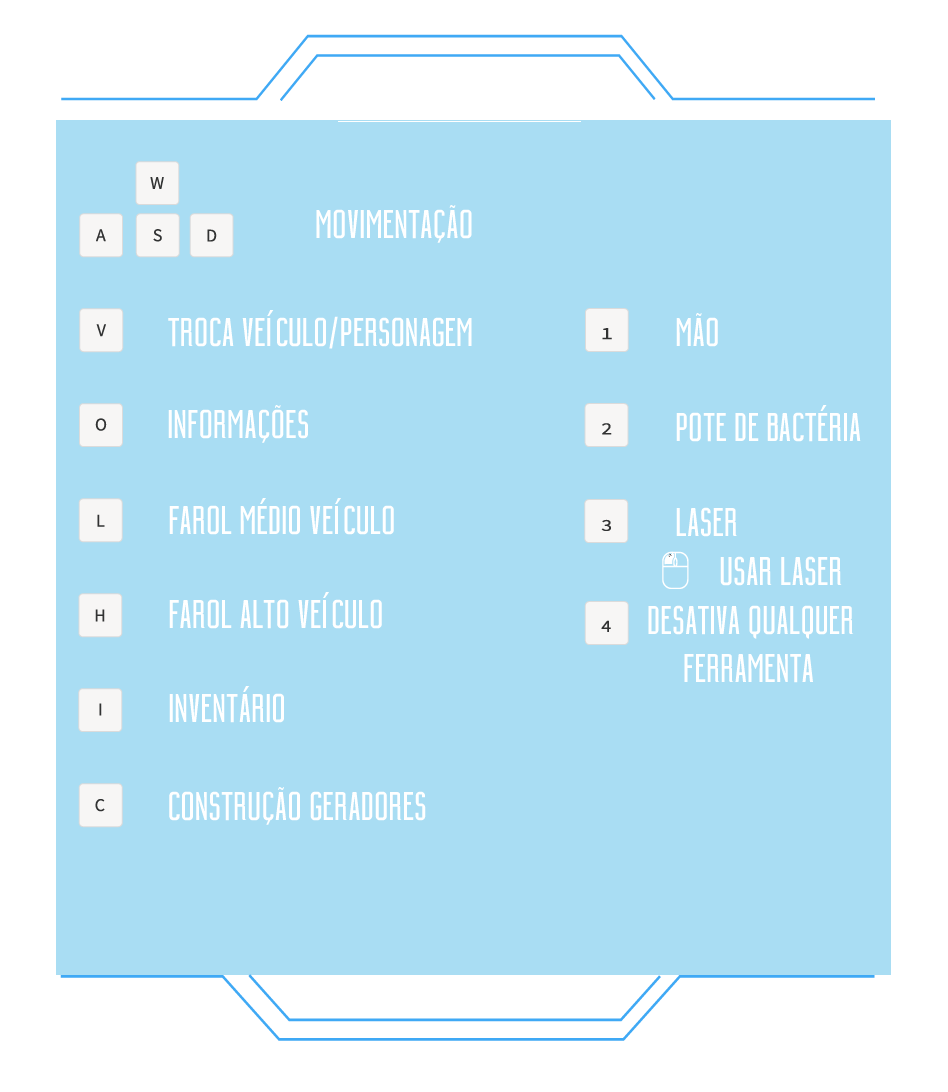 W
A S D MOVIMENTAÇÃO
V TROCA VEÍCULO/PERSONAGEM
1 MÃO
O INFORMAÇÕES
2 POTE DE BACTÉRIA
L FAROL MÉDIO VEÍCULO
3 LASER
USAR LASER
H FAROL ALTO VEÍCULO
4 DESATIVA QUALQUER
FERRAMENTA
I INVENTÁRIO
C CONSTRUÇÃO GERADORES